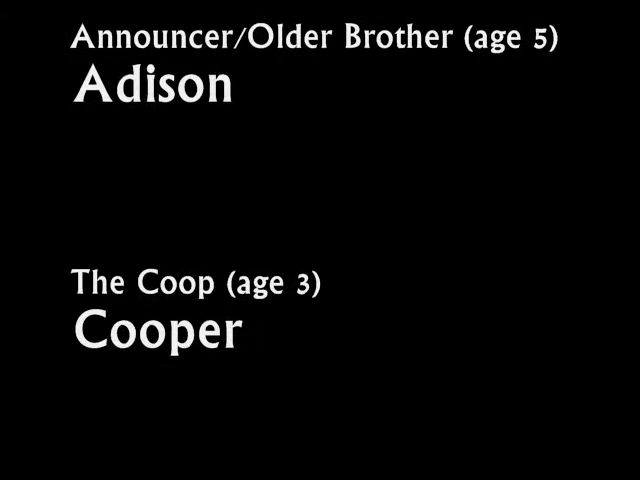 Announcer/Older Brother (age 5)
Adison
The Coop (age 3)
Cooper